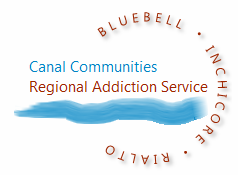 BLUEBELL • INCHICORE • RIALTO
Canal Communities
Regional Addiction Service